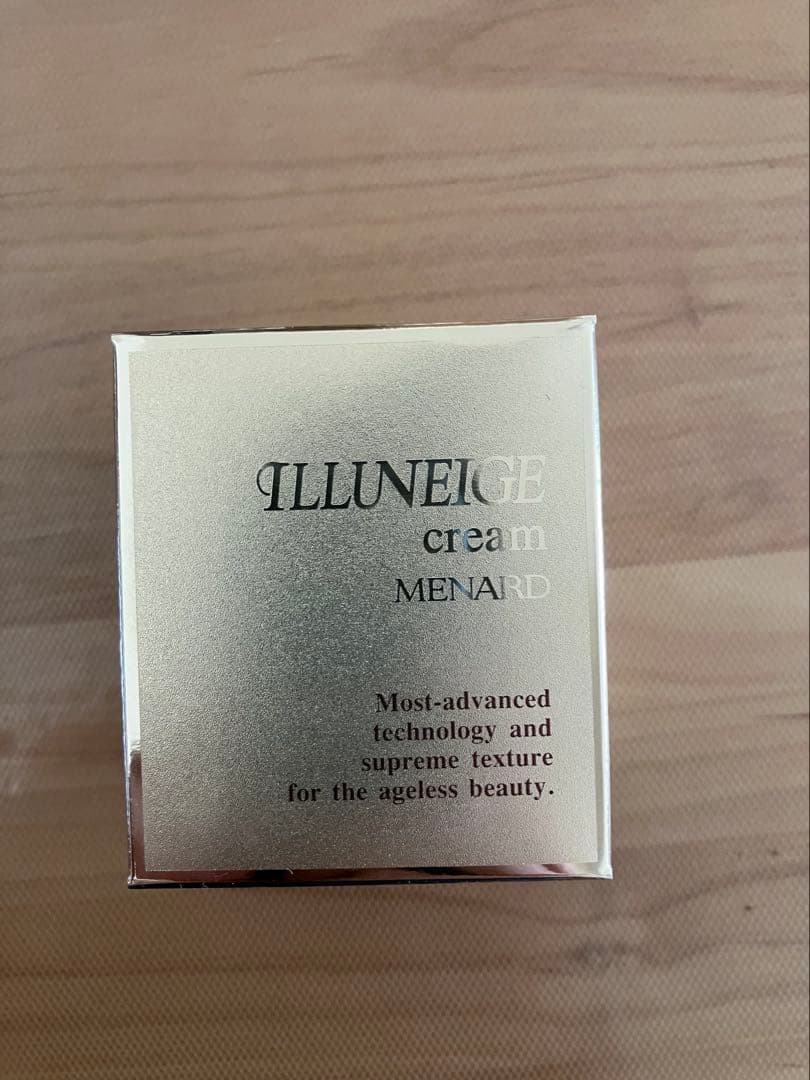 ILLUNEIGE
cream
MENARD
Most-advanced
technology and
supreme texture
for the ageless beauty.